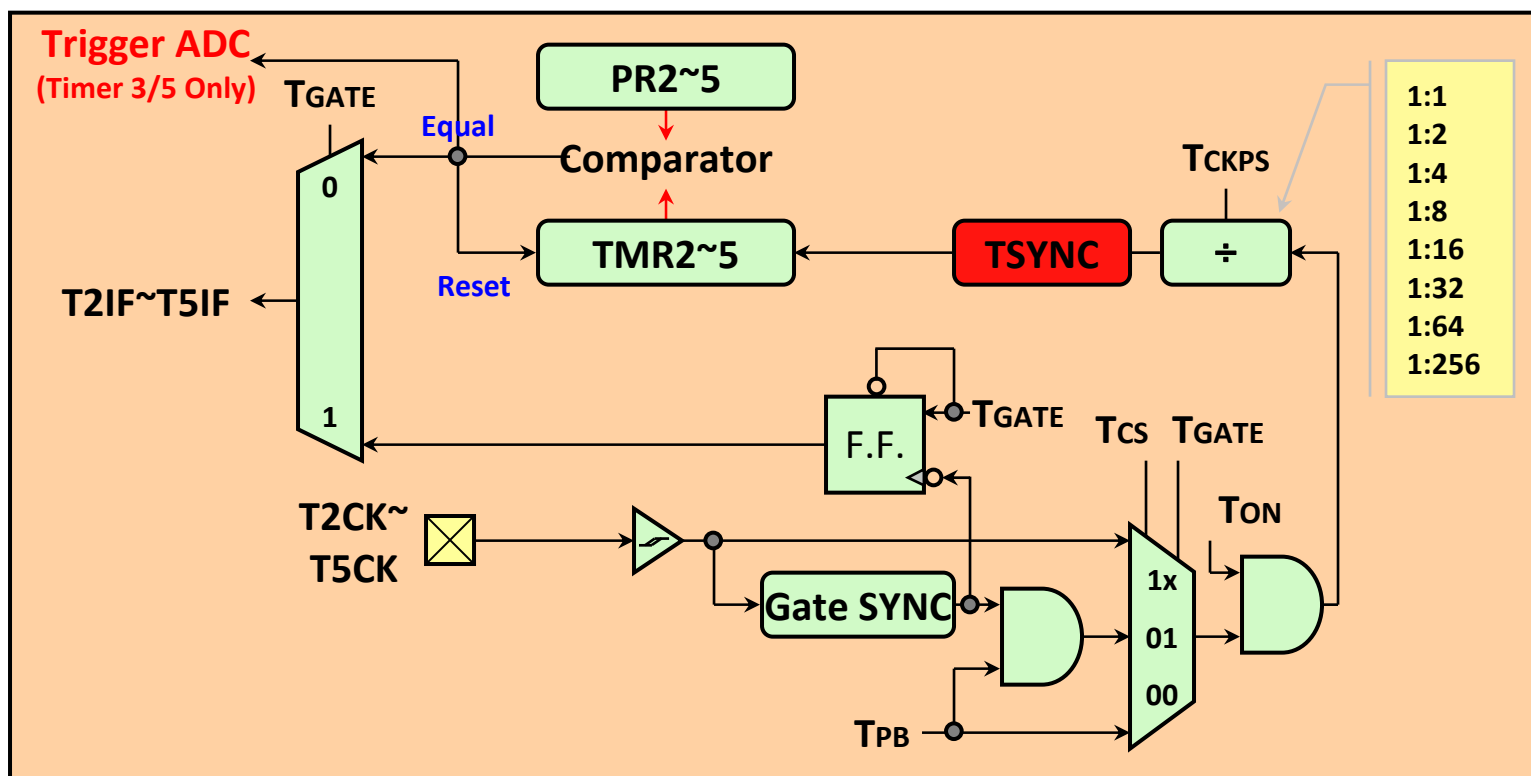 Trigger ADC
(Timer 3/5 Only)
TGATE
PR2~5
Equal
Comparator
0
TCKPS
1:1
1:2
1:4
1:8
1:16
1:32
1:64
1:256
TMR2~5
TSYNC
÷
Reset
T2IF~T5IF
1
TGATE
F.F.
TCS
TGATE
TON
T2CK~
T5CK
Gate SYNC
1x
01
00
TPB